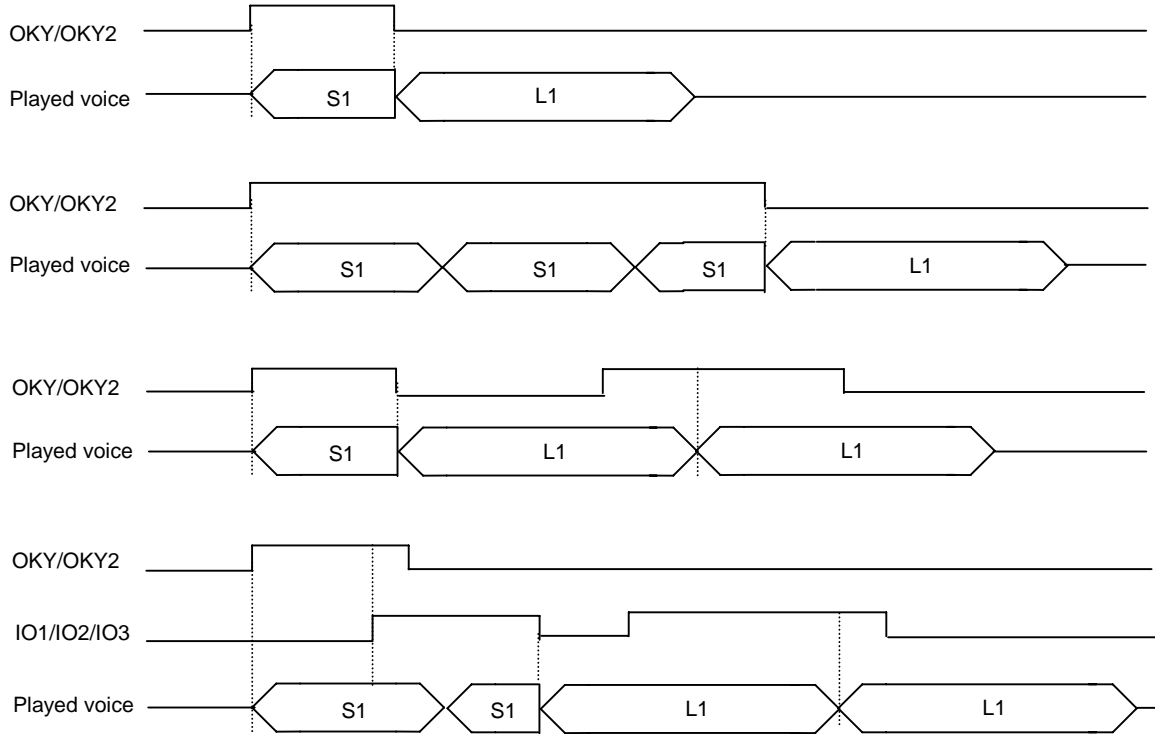 OKY/OKY2
Played voice S1 L1
OKY/OKY2
Played voice S1 S1 S1 L1
OKY/OKY2
Played voice S1 L1 L1
OKY/OKY2
IO1/IO2/IO3
Played voice S1 S1 L1 L1